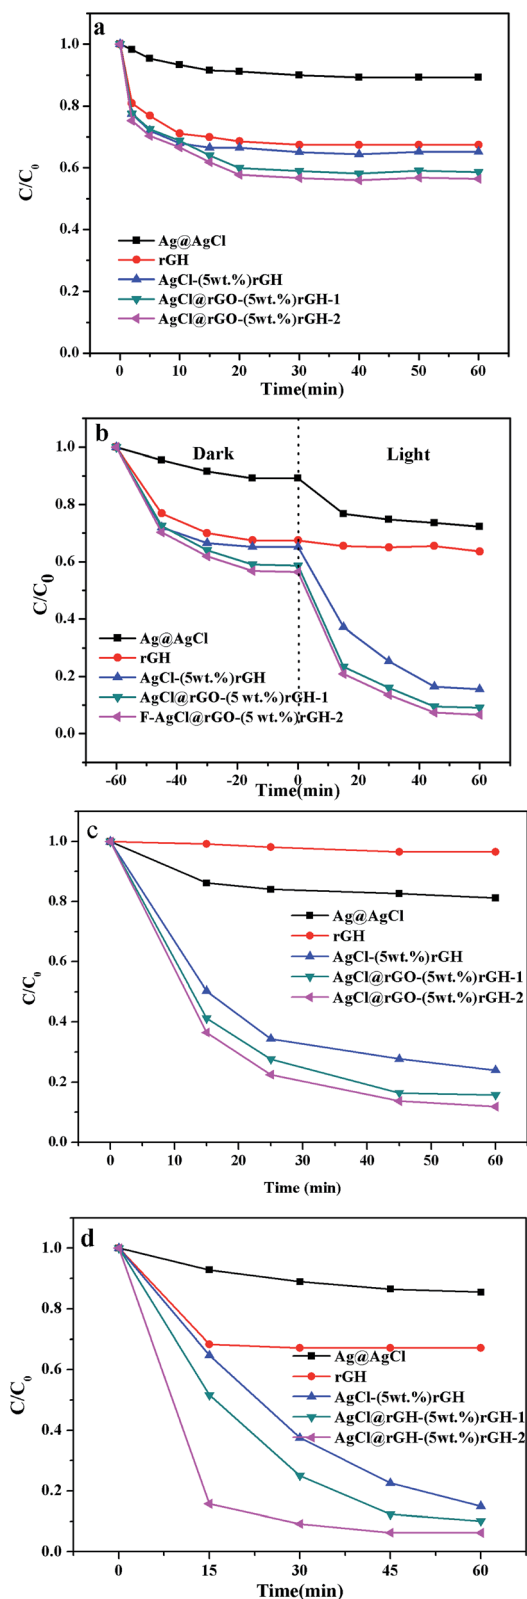 a
1.0
0.8
0.6
0.4
0.2
0.0
C/C0
Ag@AgCl
rGH
AgCl-(5wt.%)rGH
AgCl@rGO-(5wt.%)rGH-1
AgCl@rGO-(5wt.%)rGH-2
0 10 20 30 40 50 60
Time(min)
b
Dark Light
1.0
0.8
0.6
0.4
0.2
0.0
C/C0
Ag@AgCl
rGH
AgCl-(5wt.%)rGH
AgCl@rGO-(5 wt.%)rGH-1
F-AgCl@rGO-(5 wt.%)rGH-2
-60 -40 -20 0 20 40 60
Time(min)
c
1.0
0.8
0.6
0.4
0.2
0.0
C/C0
Ag@AgCl
rGH
AgCl-(5wt.%)rGH
AgCl@rGO-(5wt.%)rGH-1
AgCl@rGO-(5wt.%)rGH-2
0 10 20 30 40 50 60
Time (min)
d
1.0
0.8
0.6
0.4
0.2
0.0
C/C0
Ag@AgCl
rGH
AgCl-(5wt.%)rGH
AgCl@rGH-(5wt.%)rGH-1
AgCl@rGH-(5wt.%)rGH-2
0 15 30 45 60
Time(min)